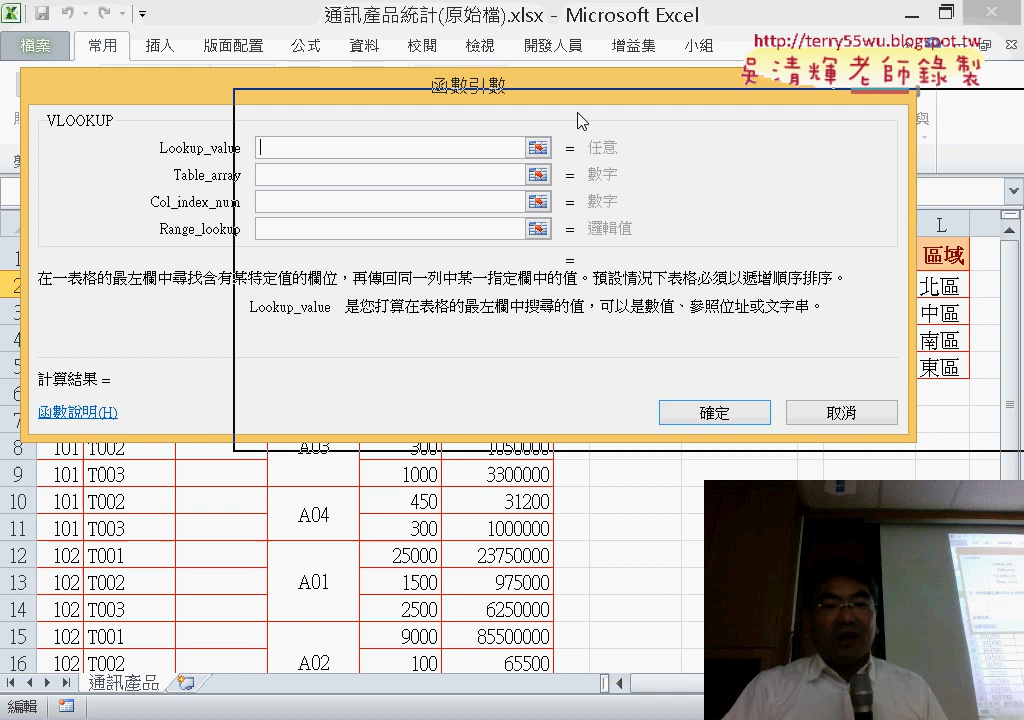 通訊產品統計(原始檔).xlsx - Microsoft Excel
檔案 常用 插入 版面配置 公式 資料 校閱 檢視 開發人員 增益集 小組
http://terry55wu.blogspot.tw
吳清輝老師錄製
函數引數
VLOOKUP
Lookup_value = 任意
Table_array = 數字
Col_index_num = 數字
Range_lookup = 邏輯值
=
在一表格的最左欄中尋找含有某特定值的欄位，再傳回同一列中某一指定欄中的值。預設情況下表格必須以遞增順序排序。
Lookup_value 是您打算在表格的最左欄中搜尋的值，可以是數值、參照位址或文字串。
計算結果 =
函數說明(H)
確定 取消
L
1 區域
2 北區
3 中區
4 南區
5 東區
6
7
8 101 T002 A03 300 1050000
9 101 T003 1000 3300000
10 101 T002 A04 450 31200
11 101 T003 300 1000000
12 102 T001 25000 23750000
13 102 T002 A01 1500 975000
14 102 T003 2500 6250000
15 102 T001 9000 85500000
16 102 T002 A02 100 65500
通訊產品
編輯